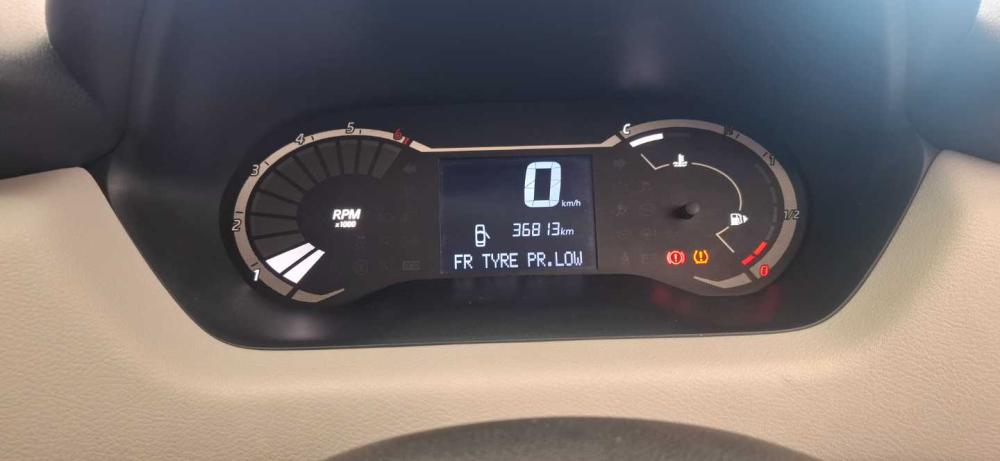 1
2
3
4
5
6
RPM
x1000
0
km/h
36813km
FR TYRE PR.LOW
C
1/2